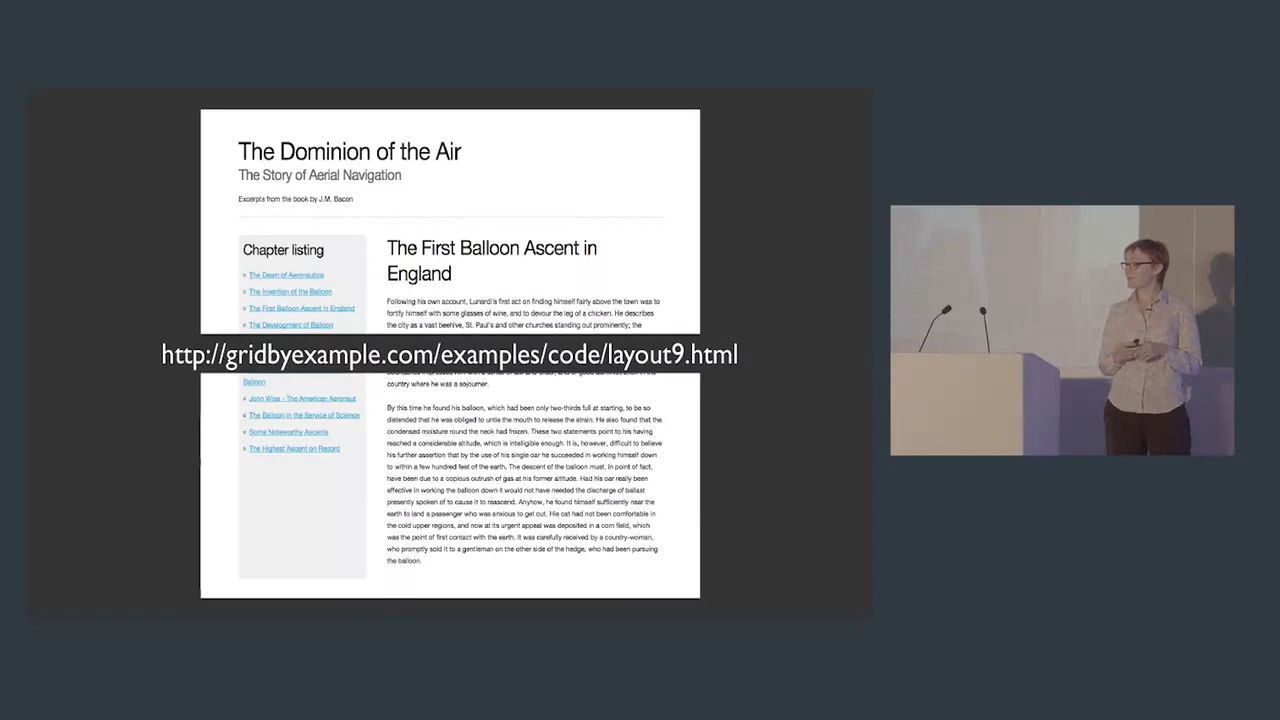 The Dominion of the Air
The Story of Aerial Navigation
Excerpts from the book by J.M. Bacon
Chapter listing
The Dawn of Aeronautics
The Invention of the Balloon
The First Balloon Ascent in England
The Development of Balloon
The First Balloon Ascent in
England
Following his own account, Lunardi's first act on finding himself fairly above the town was to
fortify himself with some glasses of wine, and to devour the leg of a chicken. He describes
the city as a vast beehive, St. Paul's and other churches standing out prominently; the
http://gridbyexample.com/examples/code/layout9.html
Balloon
John Wise - The American Aeronaut
The Balloon in the Service of Science
Some Noteworthy Ascents
The Highest Ascent on Record
country where he was a sojourner.
By this time he found his balloon, which had been only two-thirds full at starting, to be so
distended that he was obliged to untie the mouth to release the strain. He also found that the
condensed moisture round the neck had frozen. These two statements point to his having
reached a considerable altitude, which is intelligible enough. It is, however, difficult to believe
his further assertion that by the use of his single oar he succeeded in working himself down
to within a few hundred feet of the earth. The descent of the balloon must, in point of fact,
have been due to a copious outrush of gas at his former altitude. Had his oar really been
effective in working the balloon down it would not have needed the discharge of ballast
presently spoken of to cause it to reascend. Anyhow, he found himself sufficiently near the
earth to land a passenger who was anxious to get out. His cat had not been comfortable in
the cold upper regions, and now at its urgent appeal was deposited in a corn field, which
was the point of first contact with the earth. It was carefully received by a country-woman,
who promptly sold it to a gentleman on the other side of the hedge, who had been pursuing
the balloon.